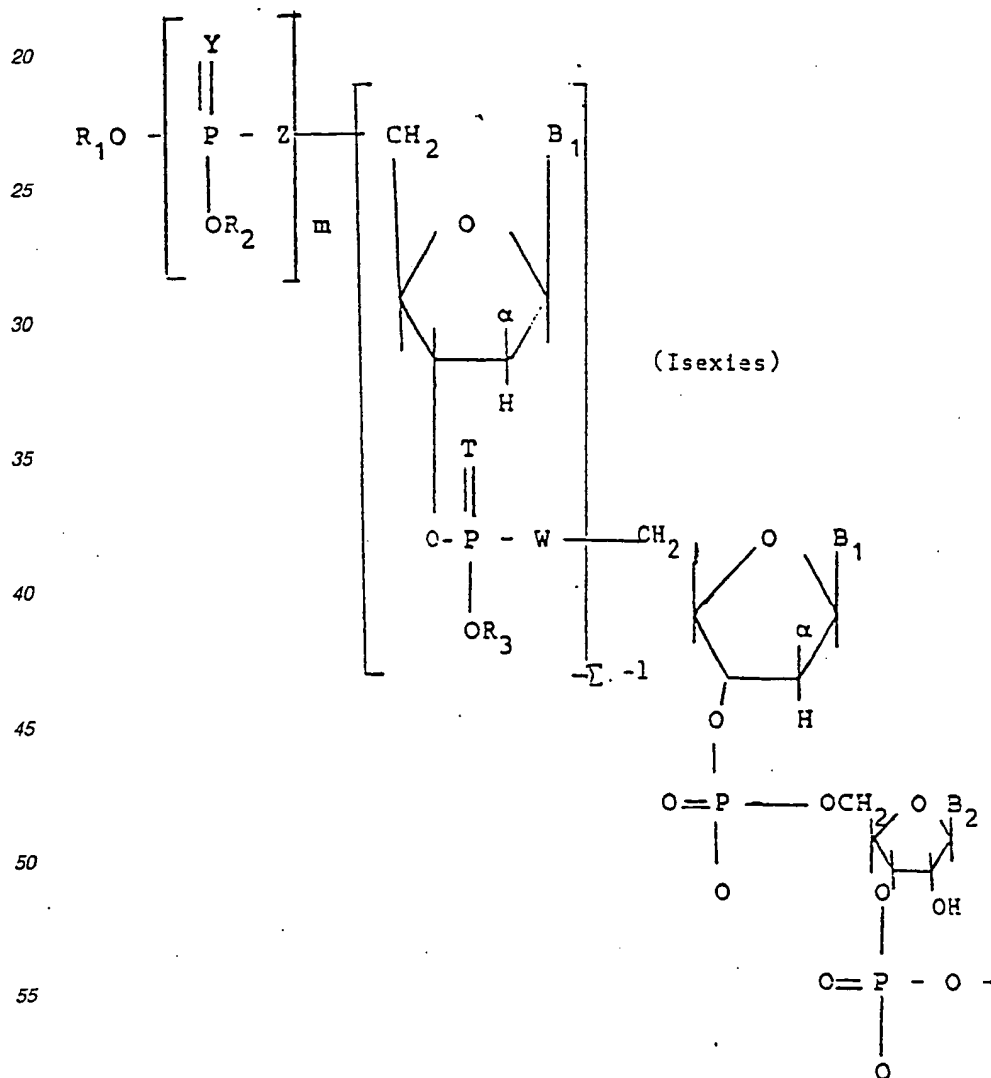 20
Y
R₁O - P - Z CH₂ B₁
25
OR₂ m O
30
α
(Isexies)
H
35
T
O- P - W CH₂ O B₁
40
OR₃ α
-Σ. -1
O H
45
O=P OCH₂ O B₂
50
O O OH
55
O=P - O -
O